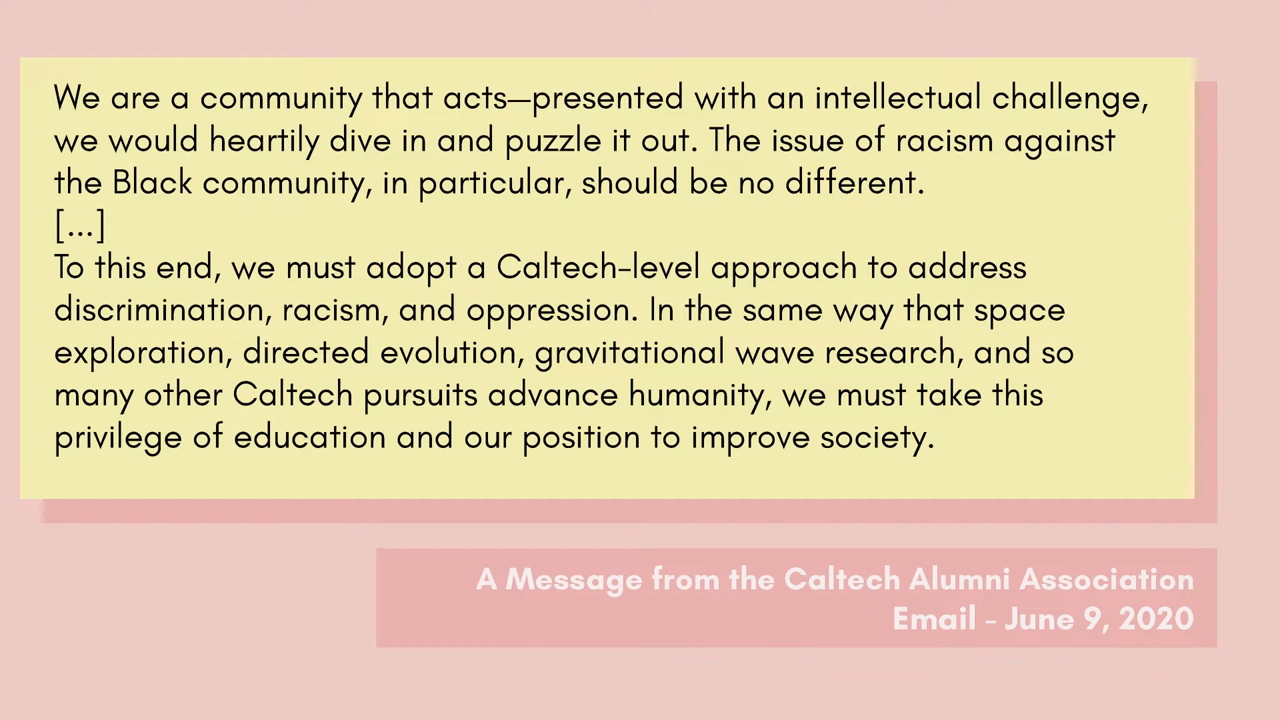 We are a community that acts—presented with an intellectual challenge,
we would heartily dive in and puzzle it out. The issue of racism against
the Black community, in particular, should be no different.
[...]
To this end, we must adopt a Caltech-level approach to address
discrimination, racism, and oppression. In the same way that space
exploration, directed evolution, gravitational wave research, and so
many other Caltech pursuits advance humanity, we must take this
privilege of education and our position to improve society.
A Message from the Caltech Alumni Association
Email - June 9, 2020